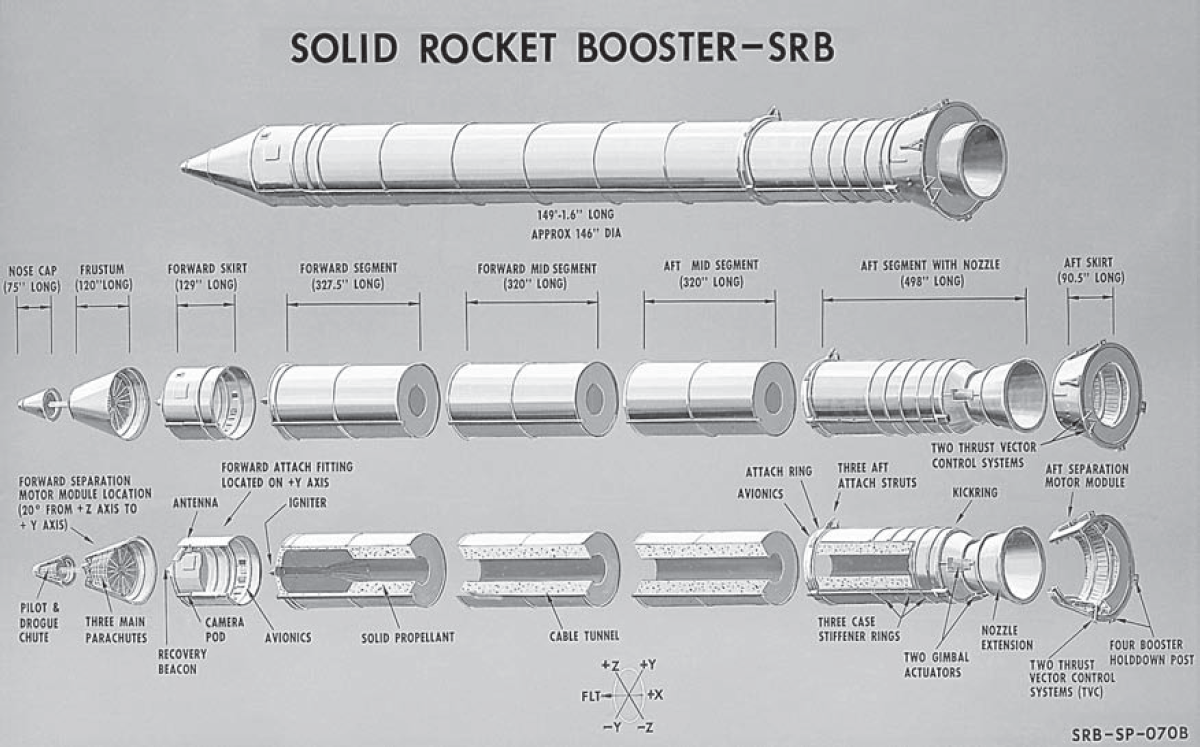 SOLID ROCKET BOOSTER–SRB
149'-1.6" LONG
APPROX 146" DIA
NOSE CAP
(75" LONG)
FRUSTUM
(120"LONG)
FORWARD SKIRT
(129" LONG)
FORWARD SEGMENT
(327.5" LONG)
FORWARD MID SEGMENT
(320" LONG)
AFT MID SEGMENT
(320" LONG)
AFT SEGMENT WITH NOZZLE
(498" LONG)
AFT SKIRT
(90.5" LONG)
TWO THRUST VECTOR
CONTROL SYSTEMS
FORWARD SEPARATION
MOTOR MODULE LOCATION
(20° FROM +Z AXIS TO
+ Y AXIS)
ANTENNA
FORWARD ATTACH FITTING
LOCATED ON +Y AXIS
IGNITER
ATTACH RING
AVIONICS
THREE AFT
ATTACH STRUTS
KICKRING
AFT SEPARATION
MOTOR MODULE
PILOT &
DROGUE
CHUTE
THREE MAIN
PARACHUTES
RECOVERY
BEACON
CAMERA
POD
AVIONICS
SOLID PROPELLANT
CABLE TUNNEL
THREE CASE
STIFFENER RINGS
TWO GIMBAL
ACTUATORS
NOZZLE
EXTENSION
TWO THRUST
VECTOR CONTROL
SYSTEMS (TVC)
FOUR BOOSTER
HOLDDOWN POST
+Z +Y
FLT +X
–Y –Z
SRB–SP–070B